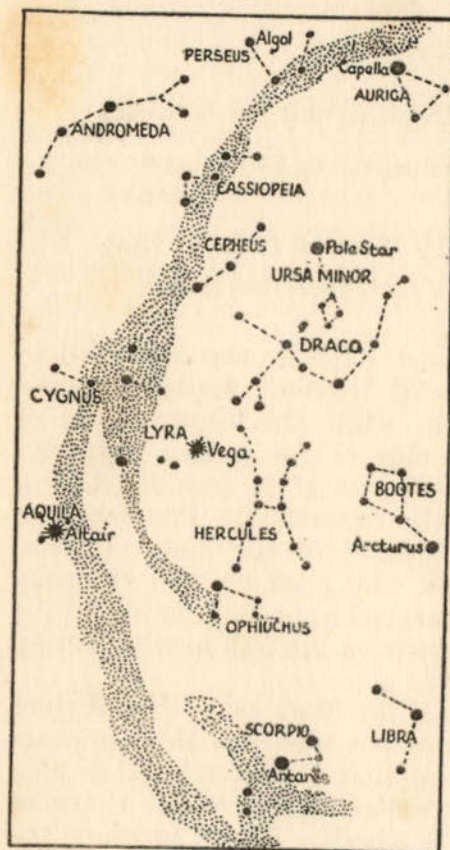 Algol
PERSEUS
Capella
AURIGA
ANDROMEDA
CASSIOPEIA
CEPHEUS
Pole Star
URSA MINOR
DRACO
CYGNUS
LYRA
Vega
BOOTES
AQUILA
Altair
HERCULES
Arcturus
OPHIUCHUS
SCORPIO
LIBRA
Antares